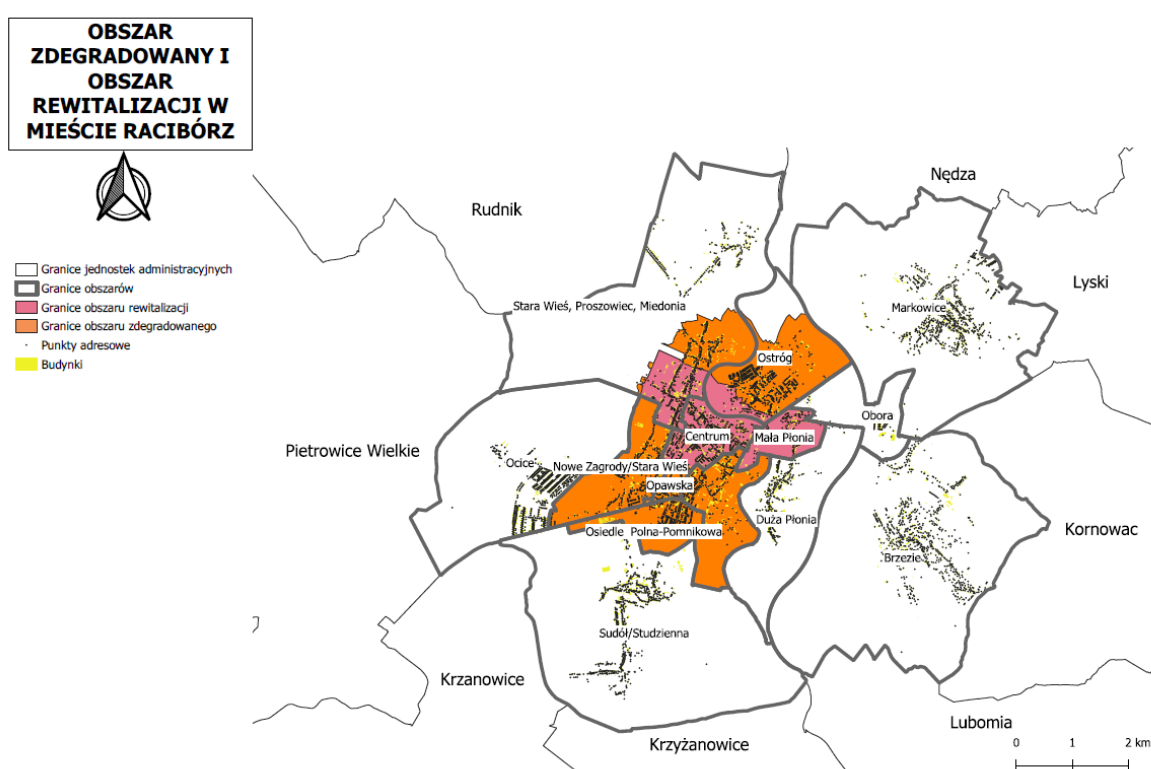 OBSZAR
ZDEGRADOWANY I
OBSZAR
REWITALIZACJI W
MIEŚCIE RACIBÓRZ
Granice jednostek administracyjnych
Granice obszarów
Granice obszaru rewitalizacji
Granice obszaru zdegradowanego
Punkty adresowe
Budynki
Nędza
Rudnik
Lyski
Stara Wieś, Proszowiec, Miedonia
Markowice
Ostróg
Obora
Centrum
Mała Płonia
Pietrowice Wielkie
Ocice
Nowe Zagrody/Stara Wieś
Opawska
Duża Płonia
Osiedle Polna-Pomnikowa
Kornowac
Brzezie
Sudół/Studzienna
Krzanowice
Lubomia
Krzyżanowice
0 1 2 km